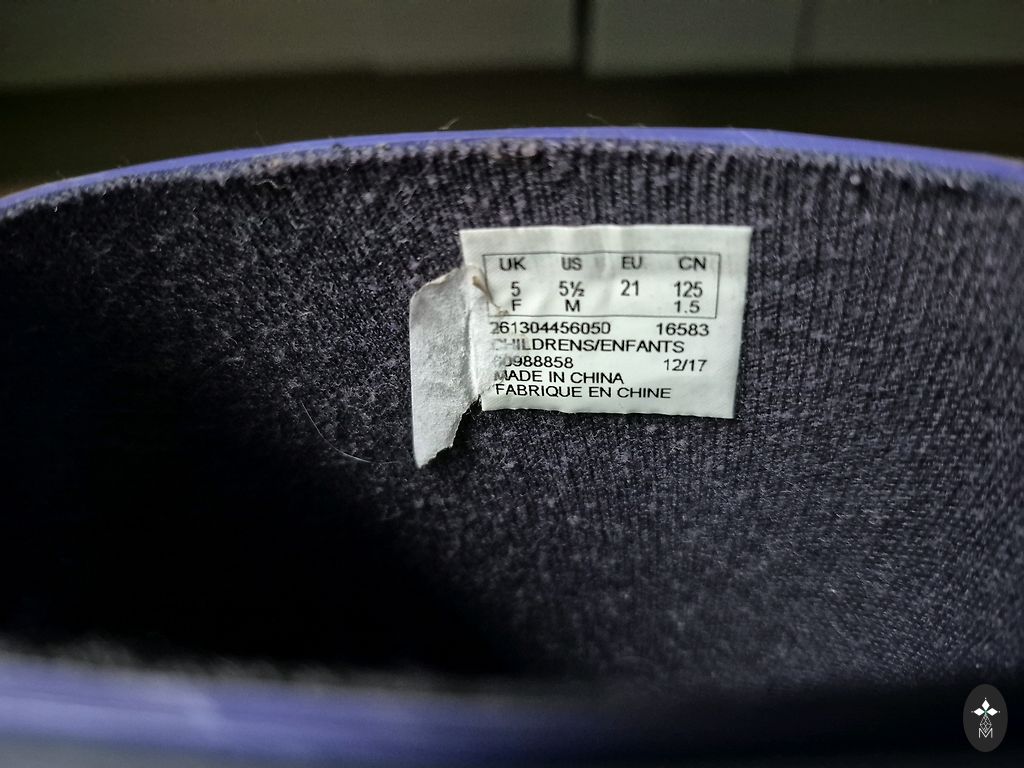 UK US EU CN
5 5½ 21 125
F M 1.5
26130445605D 16583
CHILDRENS/ENFANTS
12/17
MADE IN CHINA
FABRIQUE EN CHINE
M